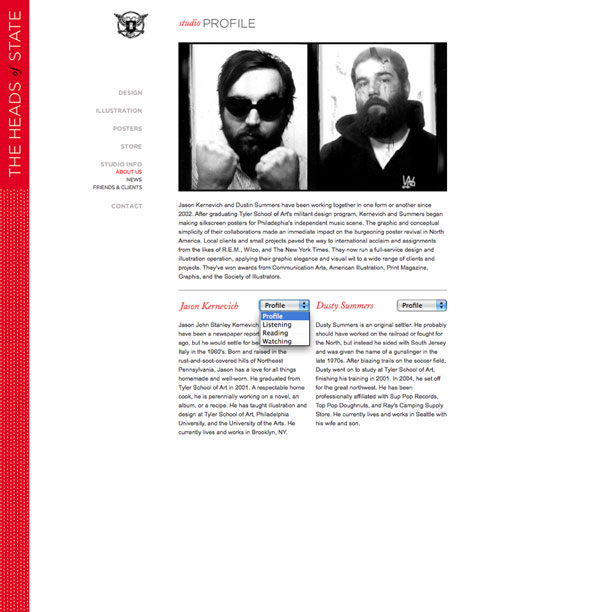 THE HEADS of STATE
studio PROFILE
DESIGN
ILLUSTRATION
POSTERS
STORE
STUDIO INFO
ABOUT US
NEWS
FRIENDS & CLIENTS
CONTACT
Jason Kernevich and Dustin Summers have been working together in one form or another since
2002. After graduating Tyler School of Art's militant design program, Kernevich and Summers began
making silkscreen posters for Philadephia's independent music scene. The graphic and conceptual
simplicity of their collaborations made an immediate impact on the burgeoning poster revival in North
America. Local clients and small projects paved the way to international acclaim and assignments
from the likes of R.E.M., Wilco, and The New York Times. They now run a full-service design and
illustration operation, applying their graphic elegance and visual wit to a wide range of clients and
projects. They've won awards from Communication Arts, American Illustration, Print Magazine,
Graphis, and the Society of Illustrators.
Jason Kernevich
Profile
Profile
Listening
Reading
Watching
Jason John Stanley Kernevich
have been a newspaper repor
ago, but he would settle for be
Italy in the 1960's. Born and raised in the
rust-and-soot-covered hills of Northeast
Pennsylvania, Jason has a love for all things
homemade and well-worn. He graduated from
Tyler School of Art in 2001. A respectable home
cook, he is perennially working on a novel, an
album, or a recipe. He has taught illustration and
design at Tyler School of Art, Philadelphia
University, and the University of the Arts. He
currently lives and works in Brooklyn, NY.
Dusty Summers
Profile
Dusty Summers is an original settler. He probably
should have worked on the railroad or fought for
the North, but instead he sided with South Jersey
and was given the name of a gunslinger in the
late 1970s. After blazing trails on the soccer field,
Dusty went on to study at Tyler School of Art,
finishing his training in 2001. In 2004, he set off
for the great northwest. He has been
professionally affiliated with Sup Pop Records,
Top Pop Doughnuts, and Ray's Camping Supply
Store. He currently lives and works in Seattle with
his wife and son.